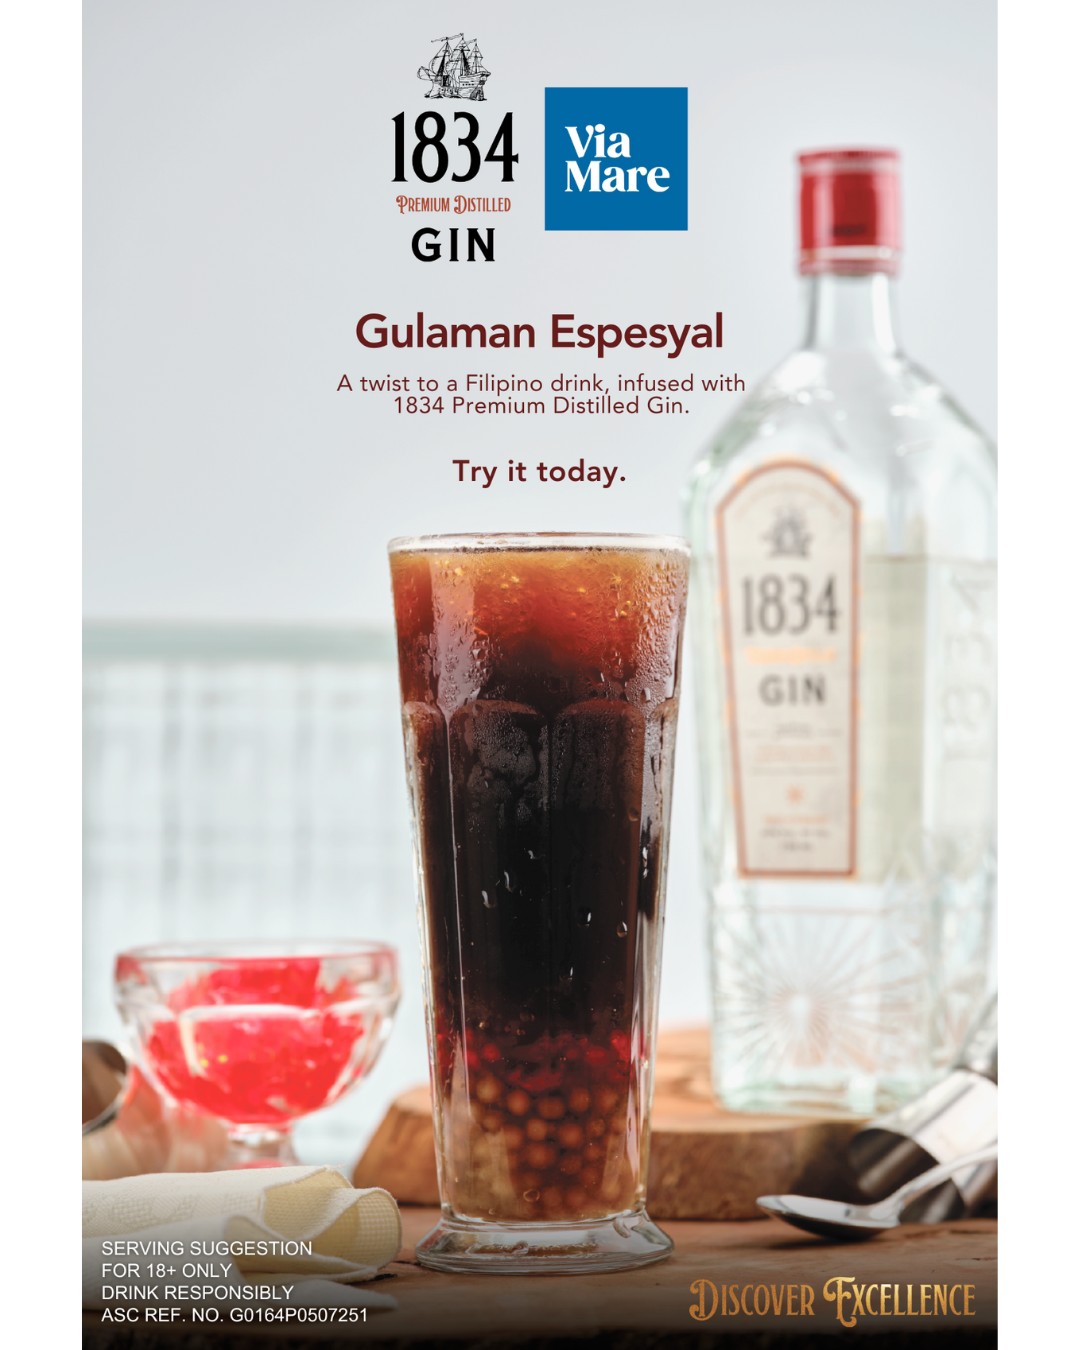 1834
PREMIUM DISTILLED
GIN
Via
Mare
Gulaman Espesyal
A twist to a Filipino drink, infused with
1834 Premium Distilled Gin.
Try it today.
1834
GIN
1834
SERVING SUGGESTION
FOR 18+ ONLY
DRINK RESPONSIBLY
ASC REF. NO. G0164P0507251
DISCOVER EXCELLENCE